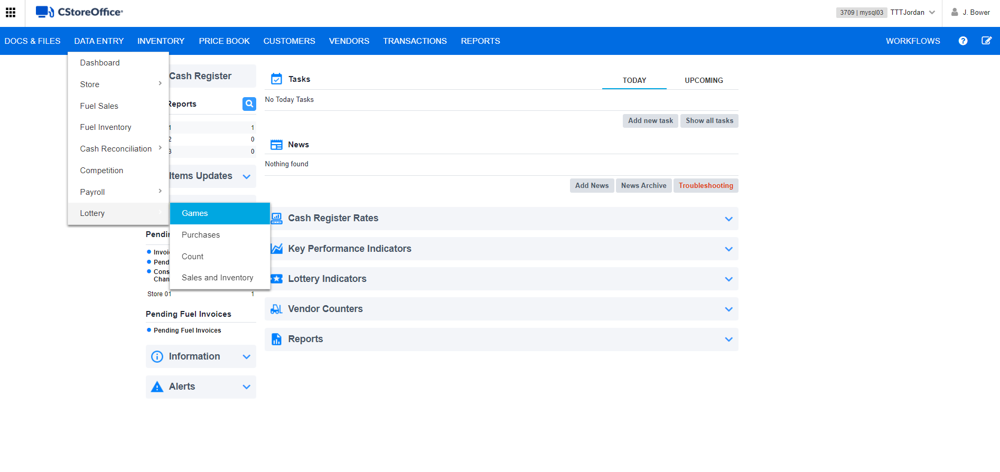 CStoreOffice
3709 | mysql03 TTTJordan
J. Bower
DOCS & FILES DATA ENTRY INVENTORY PRICE BOOK CUSTOMERS VENDORS TRANSACTIONS REPORTS WORKFLOWS
Dashboard
Store
Fuel Sales
Fuel Inventory
Cash Reconciliation
Competition
Payroll
Lottery
Games
Purchases
Count
Sales and Inventory
Cash Register
Reports
1 1
2 0
3 0
Items Updates
Invoi
Pend
Cons
Chan
Store 01 1
Pending Fuel Invoices
Pending Fuel Invoices
Information
Alerts
Tasks TODAY UPCOMING
No Today Tasks
Add new task Show all tasks
News
Nothing found
Add News News Archive Troubleshooting
Cash Register Rates
Key Performance Indicators
Lottery Indicators
Vendor Counters
Reports